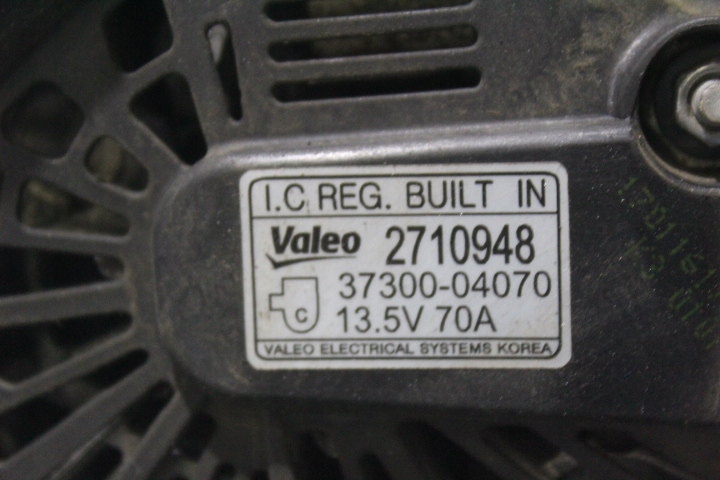 I.C REG. BUILT IN
Valeo 2710948
37300-04070
C
13.5V 70A
VALEO ELECTRICAL SYSTEMS KOREA